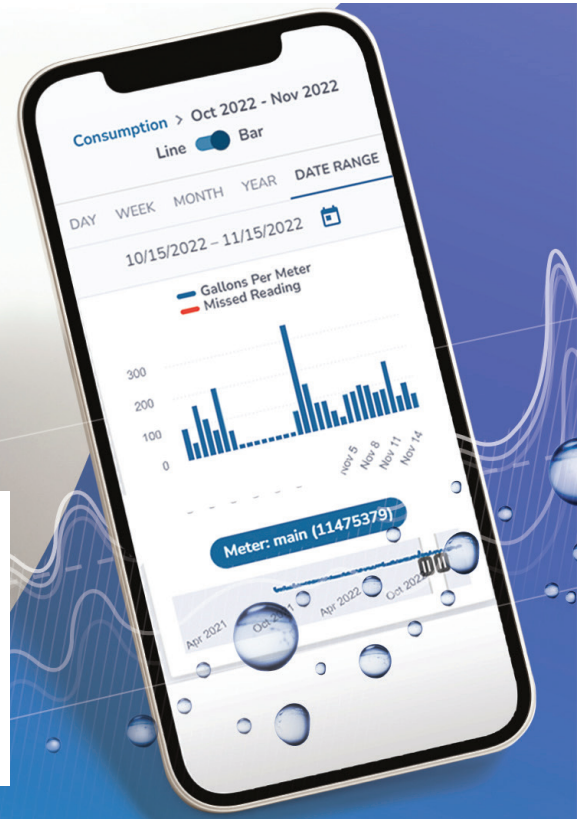 Consumption > Oct 2022 - Nov 2022
Line Bar
DAY WEEK MONTH YEAR DATE RANGE
10/15/2022 – 11/15/2022
Gallons Per Meter
Missed Reading
300
200
100
0
Nov 5 Nov 8 Nov 11 Nov 14
Meter: main (11475379)
Apr 2021 Oct 2021 Apr 2022 Oct 2022